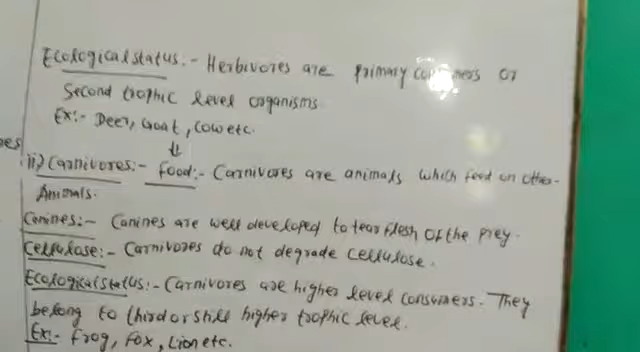 Ecological status:- Herbivores are primary consumers or
Second trophic level organisms.
Ex:- Deer, Goat, Cow etc.
ii) Carnivores:- Food:- Carnivores are animals which feed on other
Animals.
Canines:- Canines are well developed to tear flesh of the prey.
Cellulose:- Carnivores do not degrade cellulose.
Ecological status:- Carnivores are higher level consumers. They
belong to third or still higher trophic level.
Ex:- Frog, Fox, Lion etc.